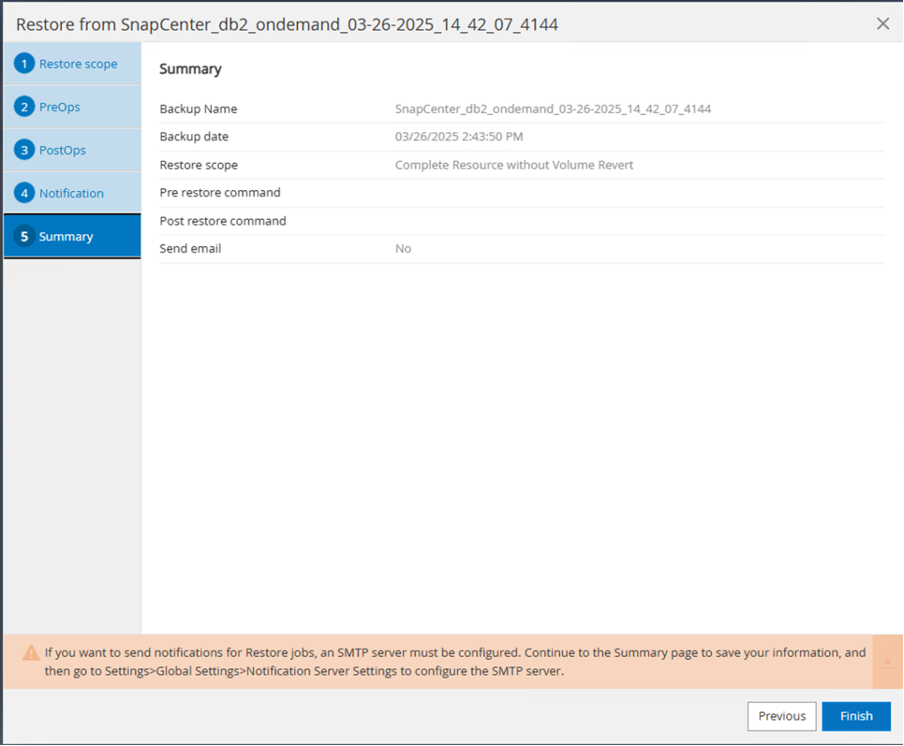 Restore from SnapCenter_db2_ondemand_03-26-2025_14_42_07_4144
1 Restore scope
2 PreOps
3 PostOps
4 Notification
5 Summary
Summary
Backup Name SnapCenter_db2_ondemand_03-26-2025_14_42_07_4144
Backup date 03/26/2025 2:43:50 PM
Restore scope Complete Resource without Volume Revert
Pre restore command
Post restore command
Send email No
If you want to send notifications for Restore jobs, an SMTP server must be configured. Continue to the Summary page to save your information, and
then go to Settings>Global Settings>Notification Server Settings to configure the SMTP server.
Previous Finish